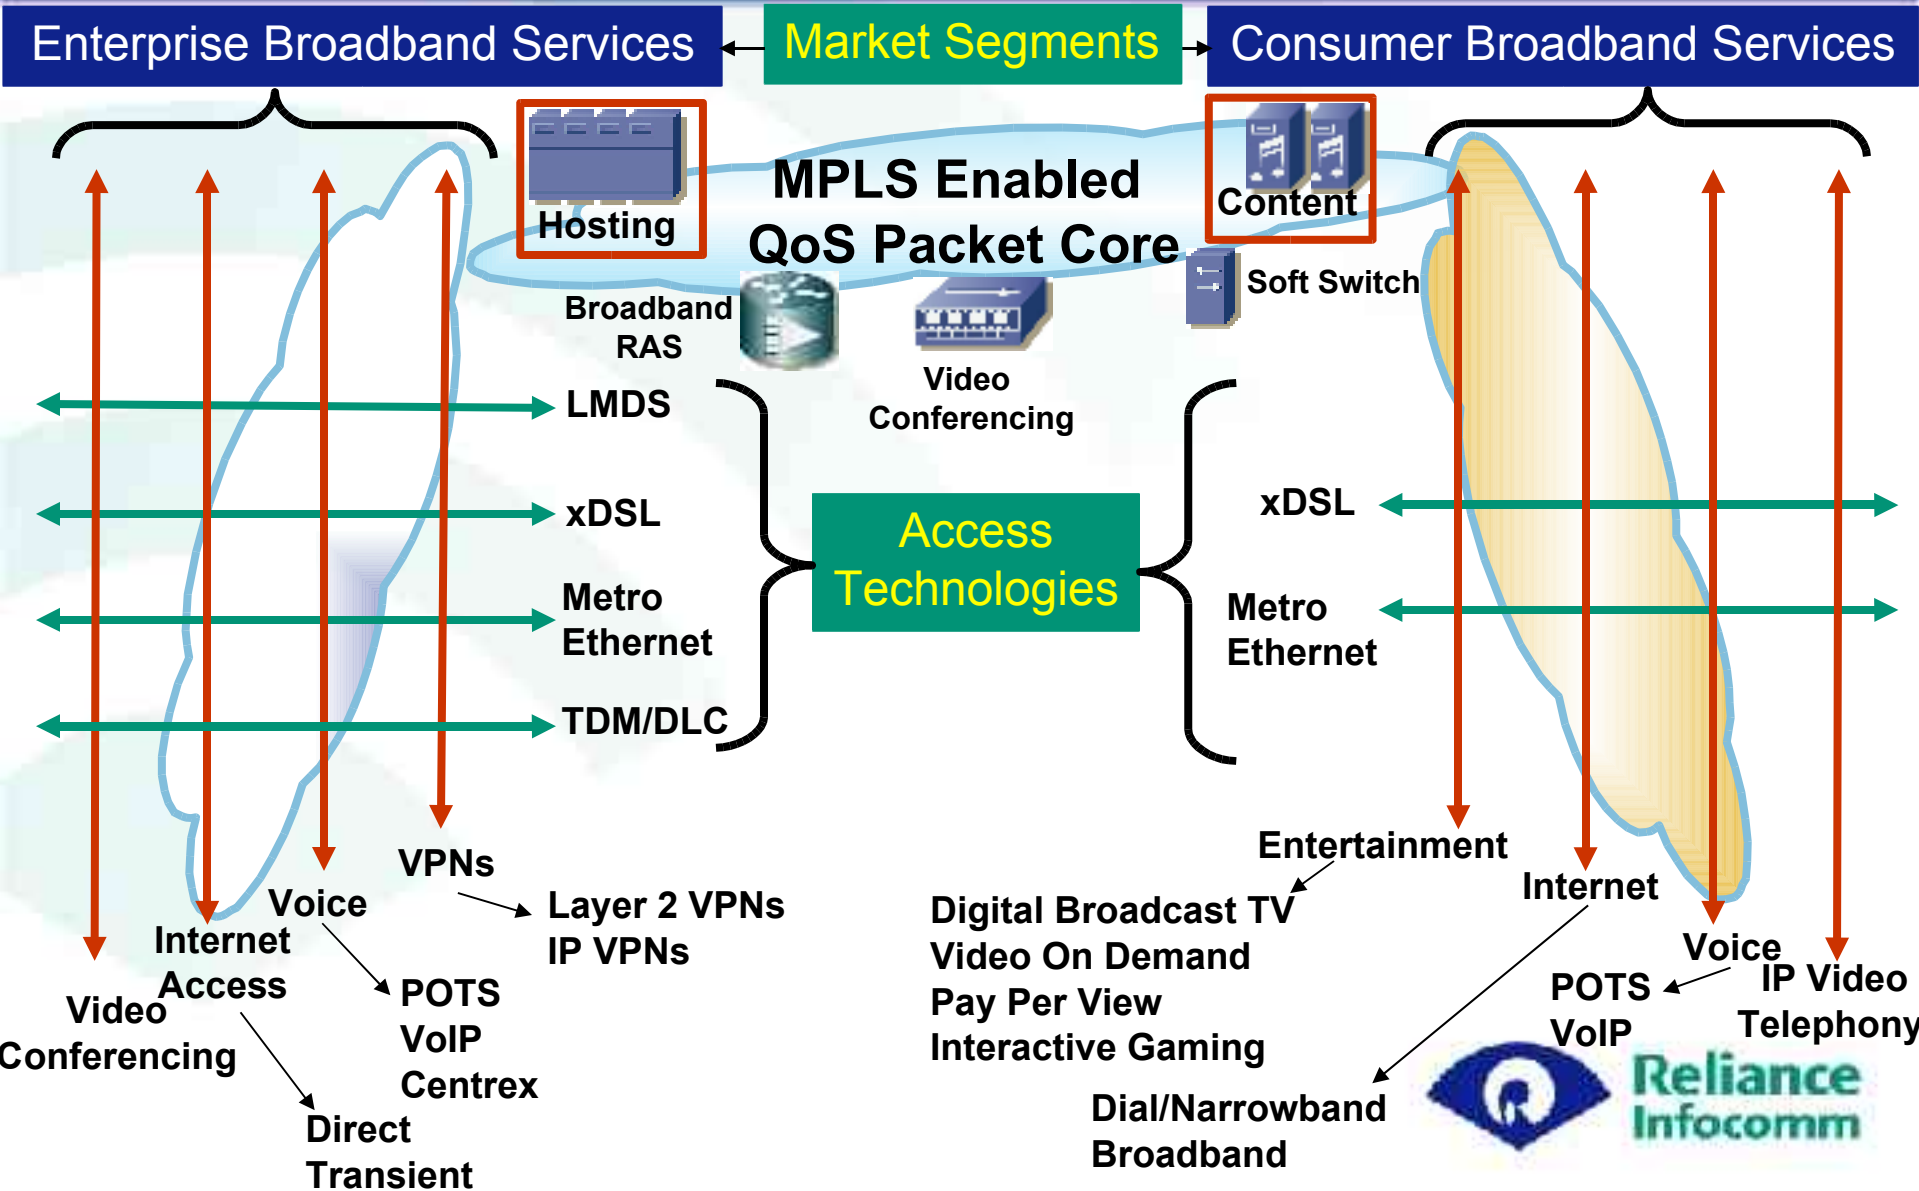 Enterprise Broadband Services
Market Segments
Consumer Broadband Services
Hosting
MPLS Enabled
QoS Packet Core
Content
Broadband
RAS
Video
Conferencing
Soft Switch
LMDS
xDSL
Metro
Ethernet
TDM/DLC
Access
Technologies
xDSL
Metro
Ethernet
VPNs
Layer 2 VPNs
IP VPNs
Voice
POTS
VoIP
Centrex
Internet
Access
Direct
Transient
Video
Conferencing
Entertainment
Digital Broadcast TV
Video On Demand
Pay Per View
Interactive Gaming
Internet
Dial/Narrowband
Broadband
Voice
POTS
VoIP
IP Video
Telephony
Reliance
Infocomm